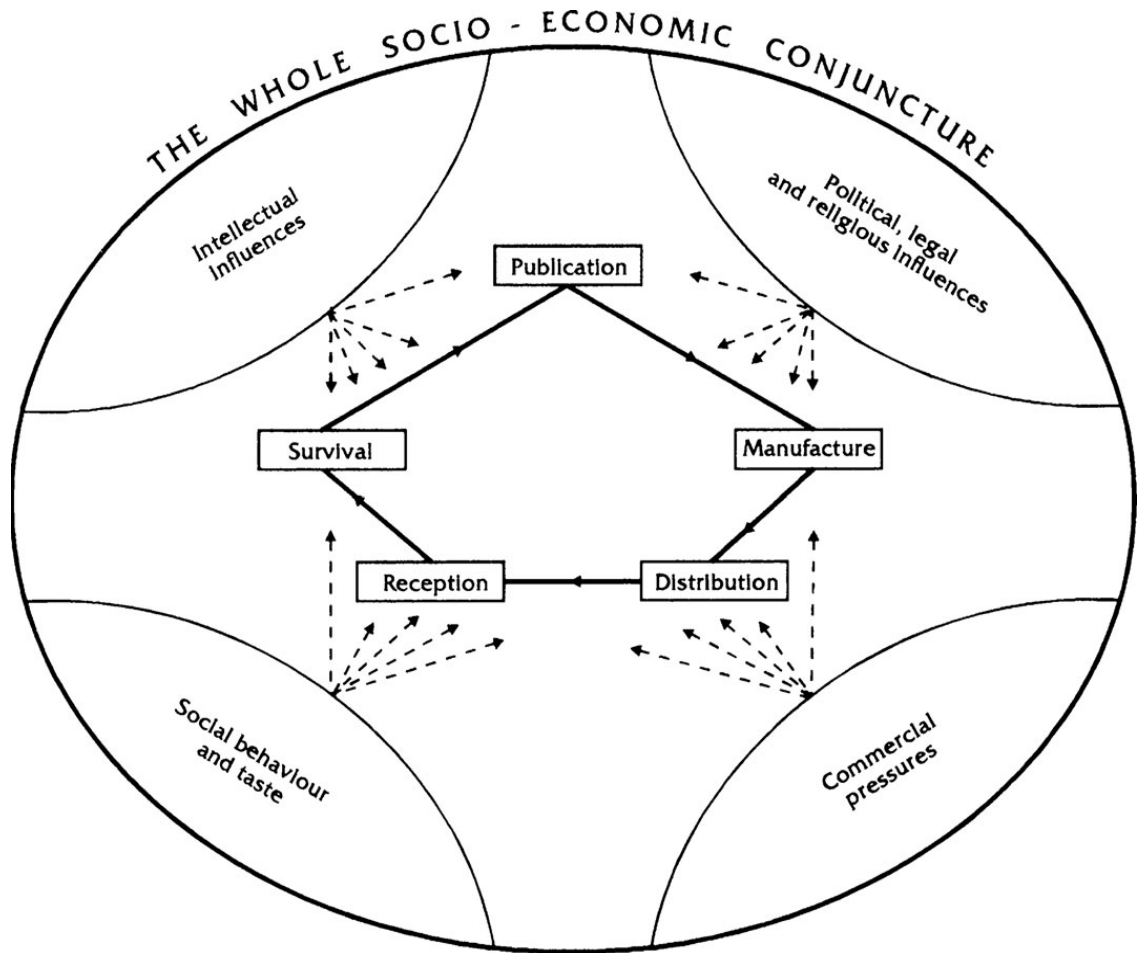 THE WHOLE SOCIO - ECONOMIC CONJUNCTURE
Intellectual
influences
Political, legal
and religious influences
Publication
Survival
Manufacture
Reception
Distribution
Social behaviour
and taste
Commercial
pressures